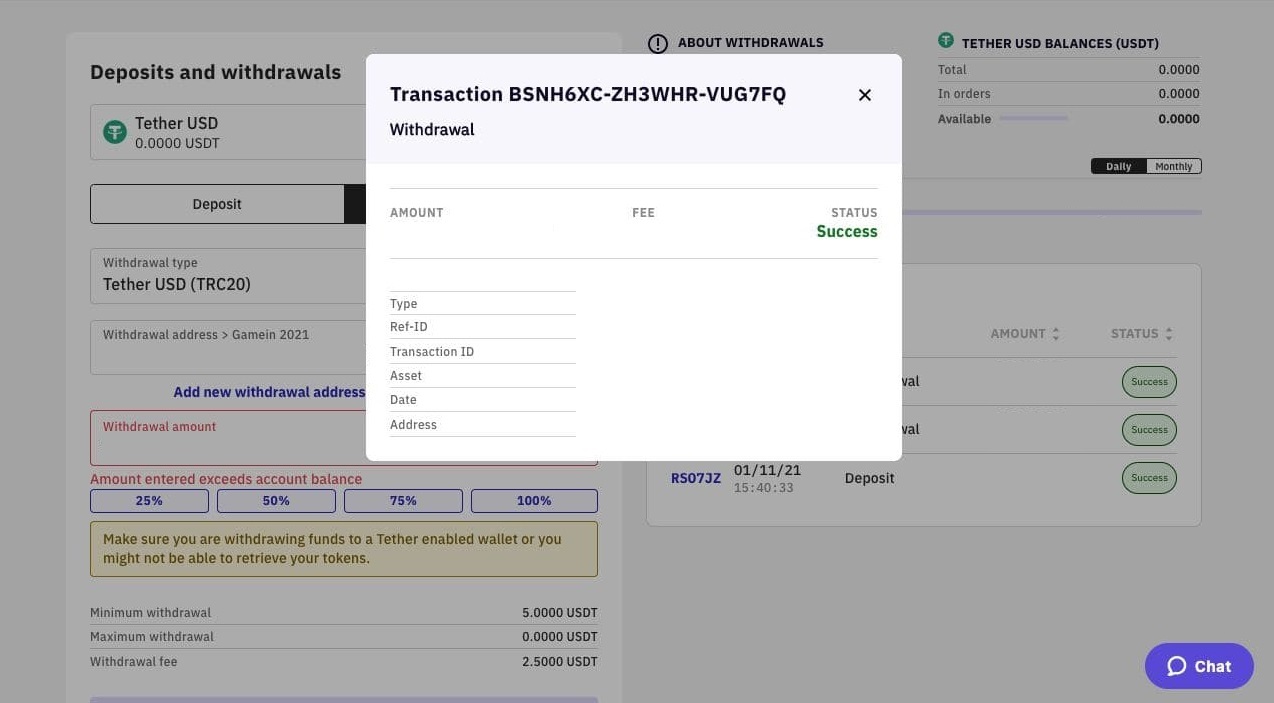 Deposits and withdrawals
Tether USD
0.0000 USDT
Deposit
Withdrawal type
Tether USD (TRC20)
Withdrawal address > Gamein 2021
Add new withdrawal address
Withdrawal amount
Amount entered exceeds account balance
25% 50% 75% 100%
Make sure you are withdrawing funds to a Tether enabled wallet or you
might not be able to retrieve your tokens.
Minimum withdrawal 5.0000 USDT
Maximum withdrawal 0.0000 USDT
Withdrawal fee 2.5000 USDT
Transaction BSNH6XC-ZH3WHR-VUG7FQ
Withdrawal
AMOUNT FEE STATUS
Success
Type
Ref-ID
Transaction ID
Asset
Date
Address
ABOUT WITHDRAWALS
TETHER USD BALANCES (USDT)
Total 0.0000
In orders 0.0000
Available 0.0000
Daily Monthly
AMOUNT STATUS
wal Success
wal Success
RSO7JZ 01/11/21 Deposit Success
15:40:33
Chat